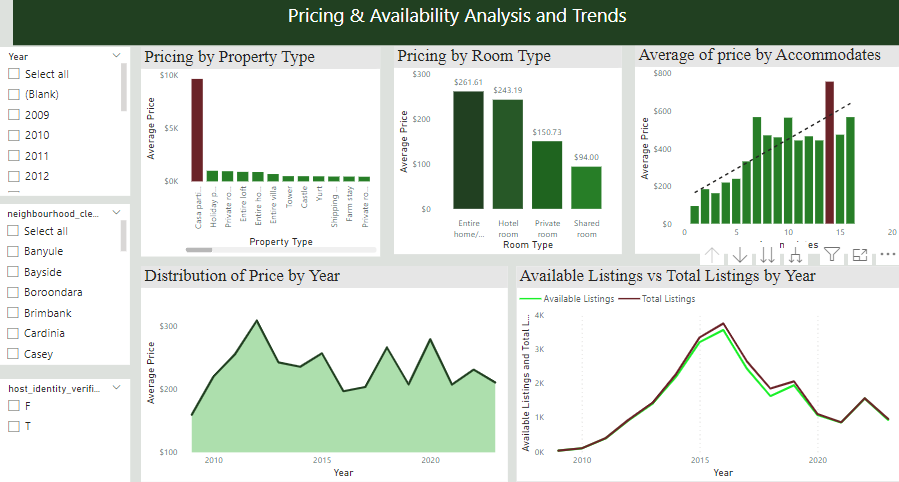 Pricing & Availability Analysis and Trends
Year
Select all
(Blank)
2009
2010
2011
2012
neighbourhood_cle...
Select all
Banyule
Bayside
Boroondara
Brimbank
Cardinia
Casey
host_identity_verifi...
F
T
Pricing by Property Type
Average Price
$10K
$5K
$0K
Casa parti...
Holiday p...
Private ro...
Entire loft
Entire ho...
Entire villa
Tower
Castle
Yurt
Shipping ...
Farm stay
Private ro...
Property Type
Pricing by Room Type
Average Price
$300
$200
$100
$0
$261.61
$243.19
$150.73
$94.00
Entire home/...
Hotel room
Private room
Shared room
Room Type
Average of price by Accommodates
Average Price
$800
$600
$400
$200
$0
0 5 10 15 20
Distribution of Price by Year
Average Price
$300
$200
$100
2010 2015 2020
Year
Available Listings vs Total Listings by Year
Available Listings Total Listings
Available Listings and Total L...
4K
3K
2K
1K
0K
2010 2015 2020
Year